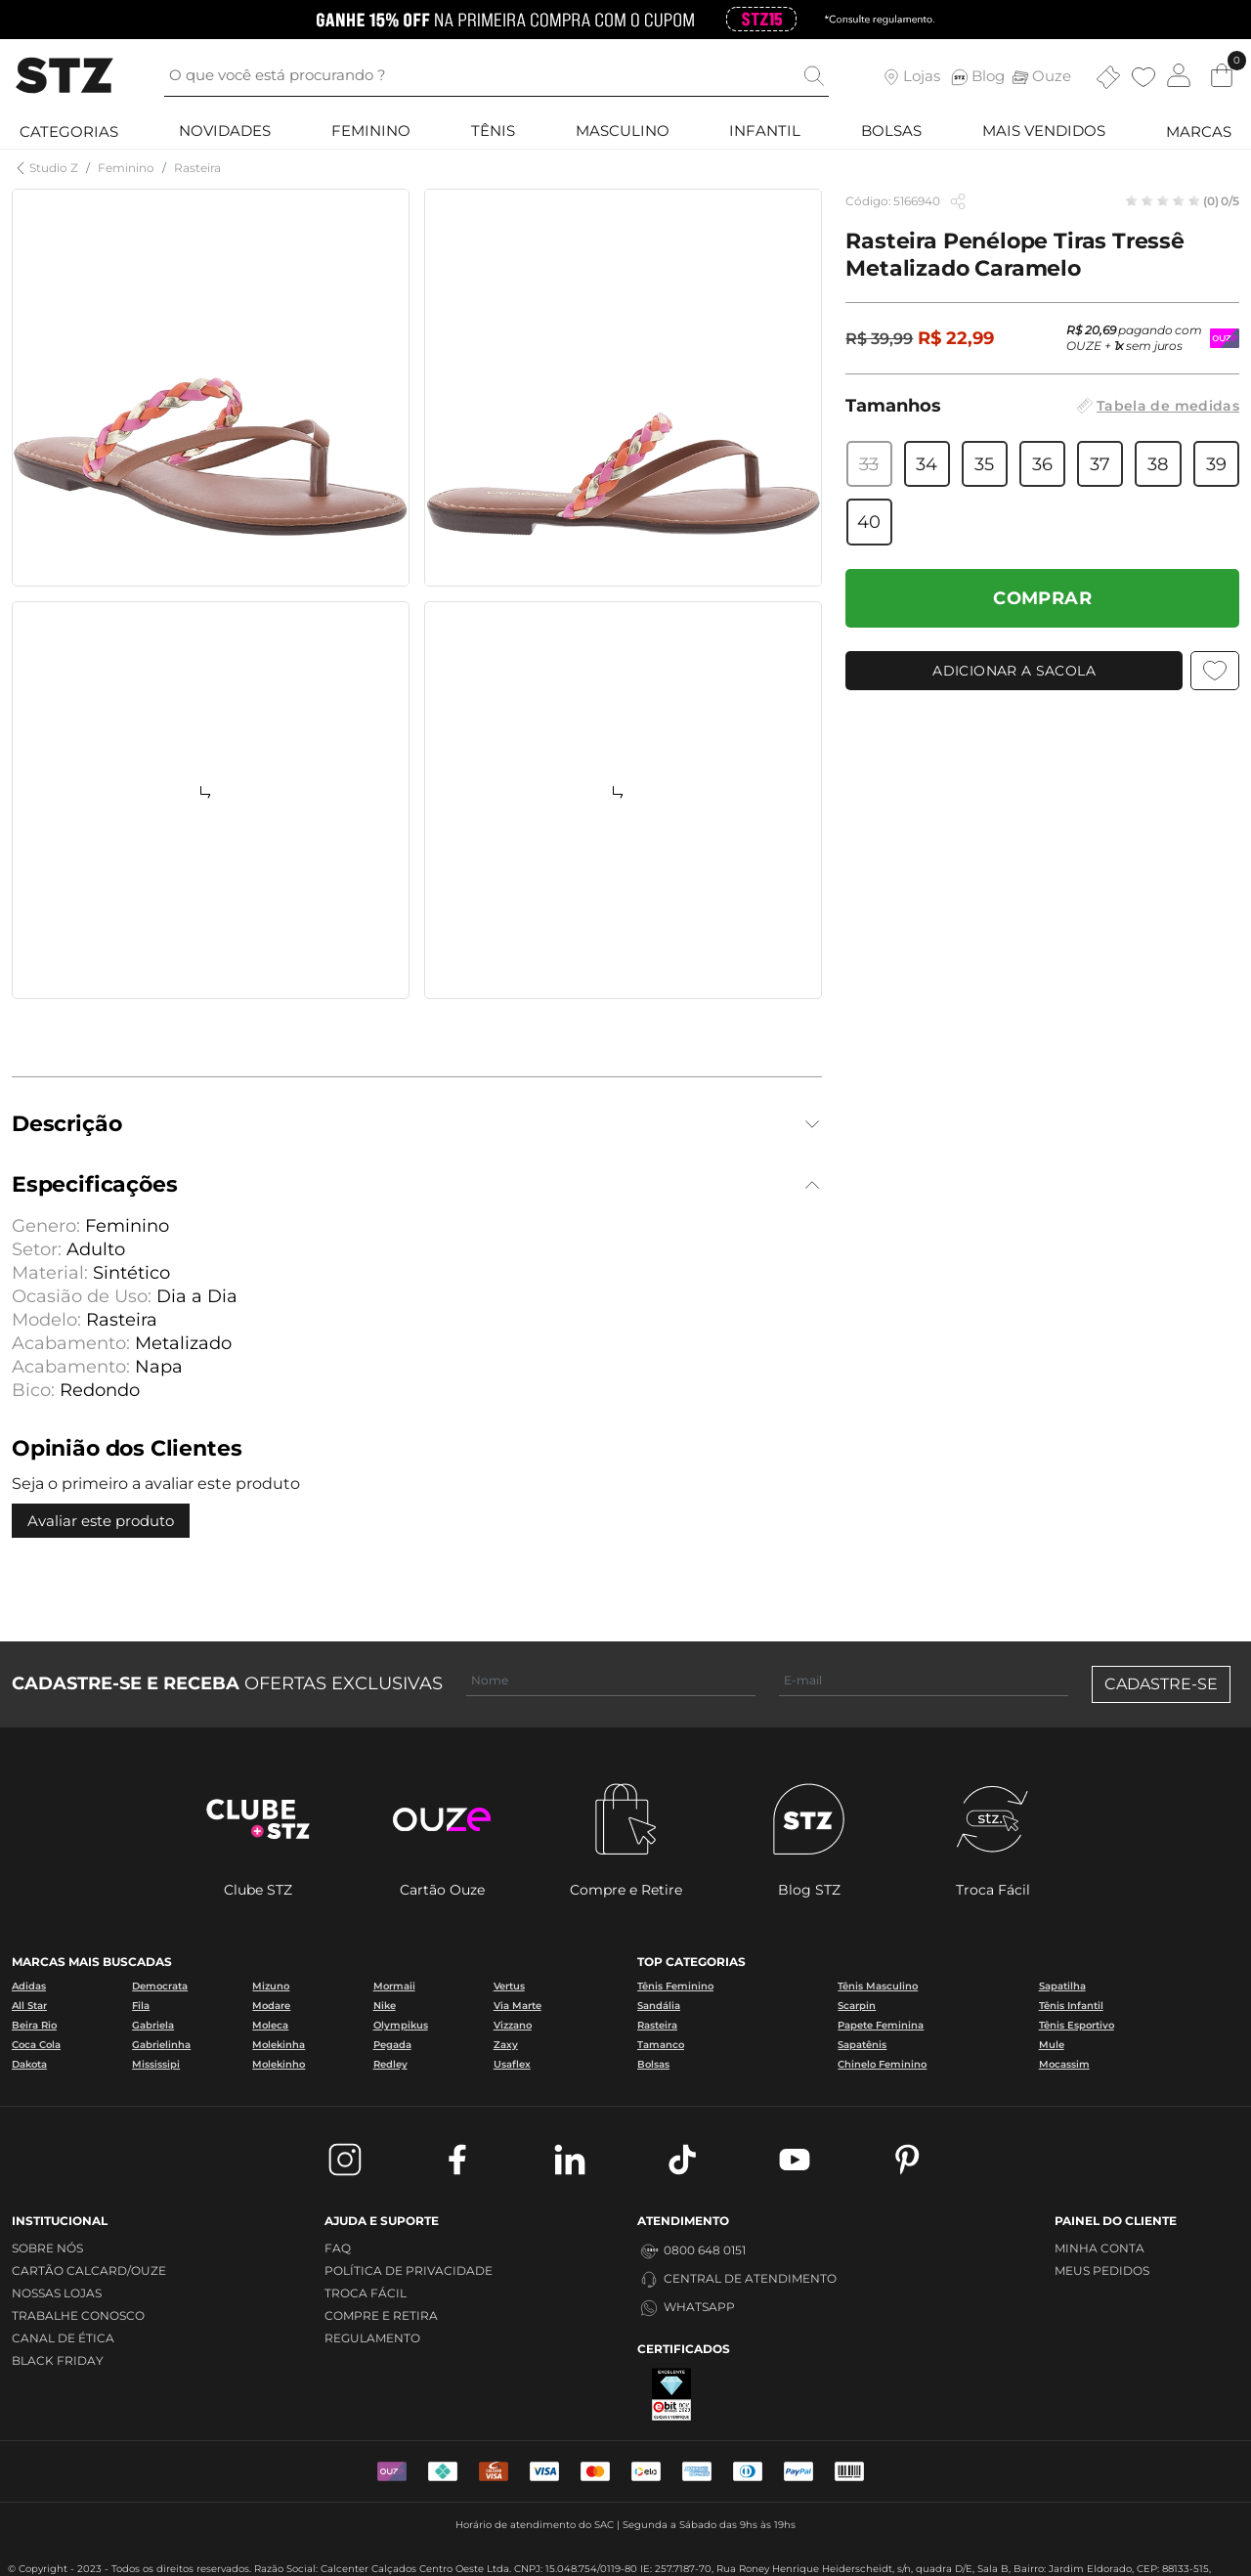 GANHE 15% OFF NA PRIMEIRA COMPRA COM O CUPOM STZ15 *Consulte regulamento.
STZ
O que você está procurando ?
Lojas Blog Ouze
0
CATEGORIAS NOVIDADES FEMININO TÊNIS MASCULINO INFANTIL BOLSAS MAIS VENDIDOS MARCAS
Studio Z / Feminino / Rasteira
Código: 5166940
(0) 0/5
Rasteira Penélope Tiras Tressê
Metalizado Caramelo
R$ 39,99 R$ 22,99
R$ 20,69 pagando com
OUZE + 1x sem juros
Tamanhos
Tabela de medidas
33 34 35 36 37 38 39
40
COMPRAR
ADICIONAR A SACOLA
Descrição
Especificações
Genero: Feminino
Setor: Adulto
Material: Sintético
Ocasião de Uso: Dia a Dia
Modelo: Rasteira
Acabamento: Metalizado
Acabamento: Napa
Bico: Redondo
Opinião dos Clientes
Seja o primeiro a avaliar este produto
Avaliar este produto
CADASTRE-SE E RECEBA OFERTAS EXCLUSIVAS
Nome
E-mail
CADASTRE-SE
CLUBE
+STZ
ouze
STZ
stz.
Clube STZ
Cartão Ouze
Compre e Retire
Blog STZ
Troca Fácil
MARCAS MAIS BUSCADAS
Adidas Democrata Mizuno Mormaii Vertus
All Star Fila Modare Nike Via Marte
Beira Rio Gabriela Moleca Olympikus Vizzano
Coca Cola Gabrielinha Molekinha Pegada Zaxy
Dakota Mississipi Molekinho Redley Usaflex
TOP CATEGORIAS
Tênis Feminino Tênis Masculino Sapatilha
Sandália Scarpin Tênis Infantil
Rasteira Papete Feminina Tênis Esportivo
Tamanco Sapatênis Mule
Bolsas Chinelo Feminino Mocassim
INSTITUCIONAL
SOBRE NÓS
CARTÃO CALCARD/OUZE
NOSSAS LOJAS
TRABALHE CONOSCO
CANAL DE ÉTICA
BLACK FRIDAY
AJUDA E SUPORTE
FAQ
POLÍTICA DE PRIVACIDADE
TROCA FÁCIL
COMPRE E RETIRA
REGULAMENTO
ATENDIMENTO
0800 648 0151
CENTRAL DE ATENDIMENTO
WHATSAPP
CERTIFICADOS
EXCELENTE
ebit
PAINEL DO CLIENTE
MINHA CONTA
MEUS PEDIDOS
OUZ VISA VISA elo PayPal
Horário de atendimento do SAC | Segunda a Sábado das 9hs às 19hs
© Copyright - 2023 - Todos os direitos reservados. Razão Social: Calcenter Calçados Centro Oeste Ltda. CNPJ: 15.048.754/0119-80 IE: 257.7187-70, Rua Roney Henrique Heiderscheidt, s/n, quadra D/E, Sala B, Bairro: Jardim Eldorado, CEP: 88133-515,